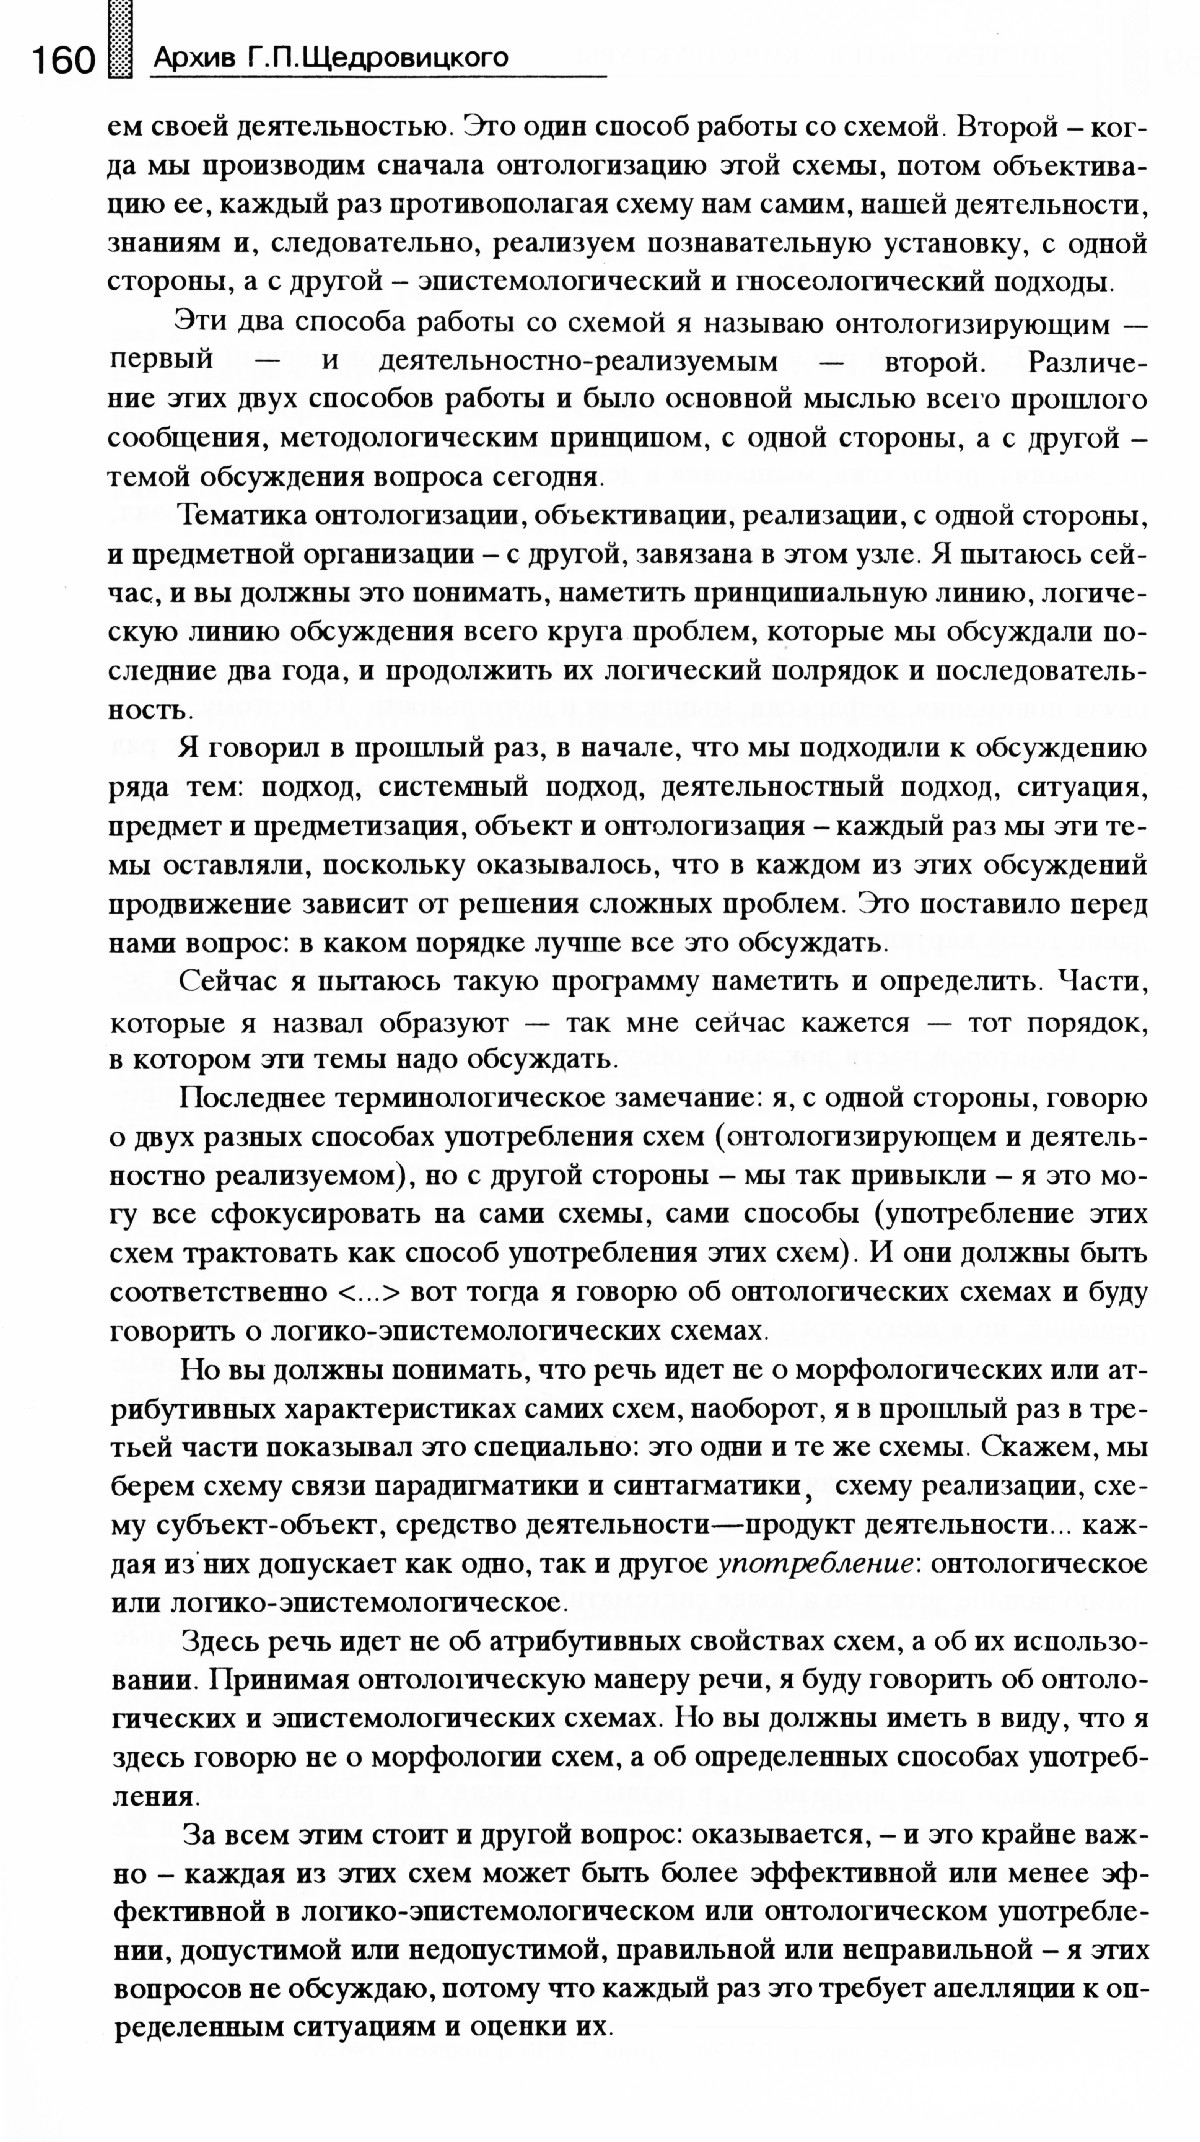 160 Архив Г.П.Щедровицкого
ем своей деятельностью. Это один способ работы со схемой. Второй – ког-
да мы производим сначала онтологизацию этой схемы, потом объектива-
цию ее, каждый раз противополагая схему нам самим, нашей деятельности,
знаниям и, следовательно, реализуем познавательную установку, с одной
стороны, а с другой – эпистемологический и гносеологический подходы.
Эти два способа работы со схемой я называю онтологизирующим —
первый — и деятельностно-реализуемым — второй. Различе-
ние этих двух способов работы и было основной мыслью всего прошлого
сообщения, методологическим принципом, с одной стороны, а с другой –
темой обсуждения вопроса сегодня.
Тематика онтологизации, объективации, реализации, с одной стороны,
и предметной организации – с другой, завязана в этом узле. Я пытаюсь сей-
час, и вы должны это понимать, наметить принципиальную линию, логиче-
скую линию обсуждения всего круга проблем, которые мы обсуждали по-
следние два года, и продолжить их логический полрядок и последователь-
ность.
Я говорил в прошлый раз, в начале, что мы подходили к обсуждению
ряда тем: подход, системный подход, деятельностный подход, ситуация,
предмет и предметизация, объект и онтологизация – каждый раз мы эти те-
мы оставляли, поскольку оказывалось, что в каждом из этих обсуждений
продвижение зависит от решения сложных проблем. Это поставило перед
нами вопрос: в каком порядке лучше все это обсуждать.
Сейчас я пытаюсь такую программу наметить и определить. Части,
которые я назвал образуют — так мне сейчас кажется — тот порядок,
в котором эти темы надо обсуждать.
Последнее терминологическое замечание: я, с одной стороны, говорю
о двух разных способах употребления схем (онтологизирующем и деятель-
ностно реализуемом), но с другой стороны – мы так привыкли – я это мо-
гу все сфокусировать на сами схемы, сами способы (употребление этих
схем трактовать как способ употребления этих схем). И они должны быть
соответственно <...> вот тогда я говорю об онтологических схемах и буду
говорить о логико-эпистемологических схемах.
Но вы должны понимать, что речь идет не о морфологических или ат-
рибутивных характеристиках самих схем, наоборот, я в прошлый раз в тре-
тьей части показывал это специально: это одни и те же схемы. Скажем, мы
берем схему связи парадигматики и синтагматики, схему реализации, схе-
му субъект-объект, средство деятельности—продукт деятельности... каж-
дая из них допускает как одно, так и другое употребление: онтологическое
или логико-эпистемологическое.
Здесь речь идет не об атрибутивных свойствах схем, а об их использо-
вании. Принимая онтологическую манеру речи, я буду говорить об онтоло-
гических и эпистемологических схемах. Но вы должны иметь в виду, что я
здесь говорю не о морфологии схем, а об определенных способах употреб-
ления.
За всем этим стоит и другой вопрос: оказывается, – и это крайне важ-
но – каждая из этих схем может быть более эффективной или менее эф-
фективной в логико-эпистемологическом или онтологическом употребле-
нии, допустимой или недопустимой, правильной или неправильной – я этих
вопросов не обсуждаю, потому что каждый раз это требует апелляции к оп-
ределенным ситуациям и оценки их.